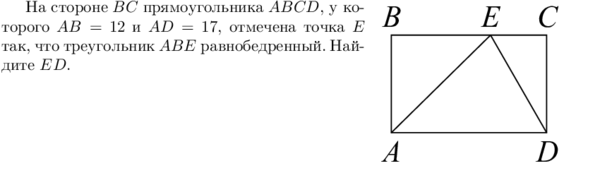 На стороне BC прямоугольника ABCD, у ко-
торого AB = 12 и AD = 17, отмечена точка E
так, что треугольник ABE равнобедренный. Най-
дите ED.
B E C
A D